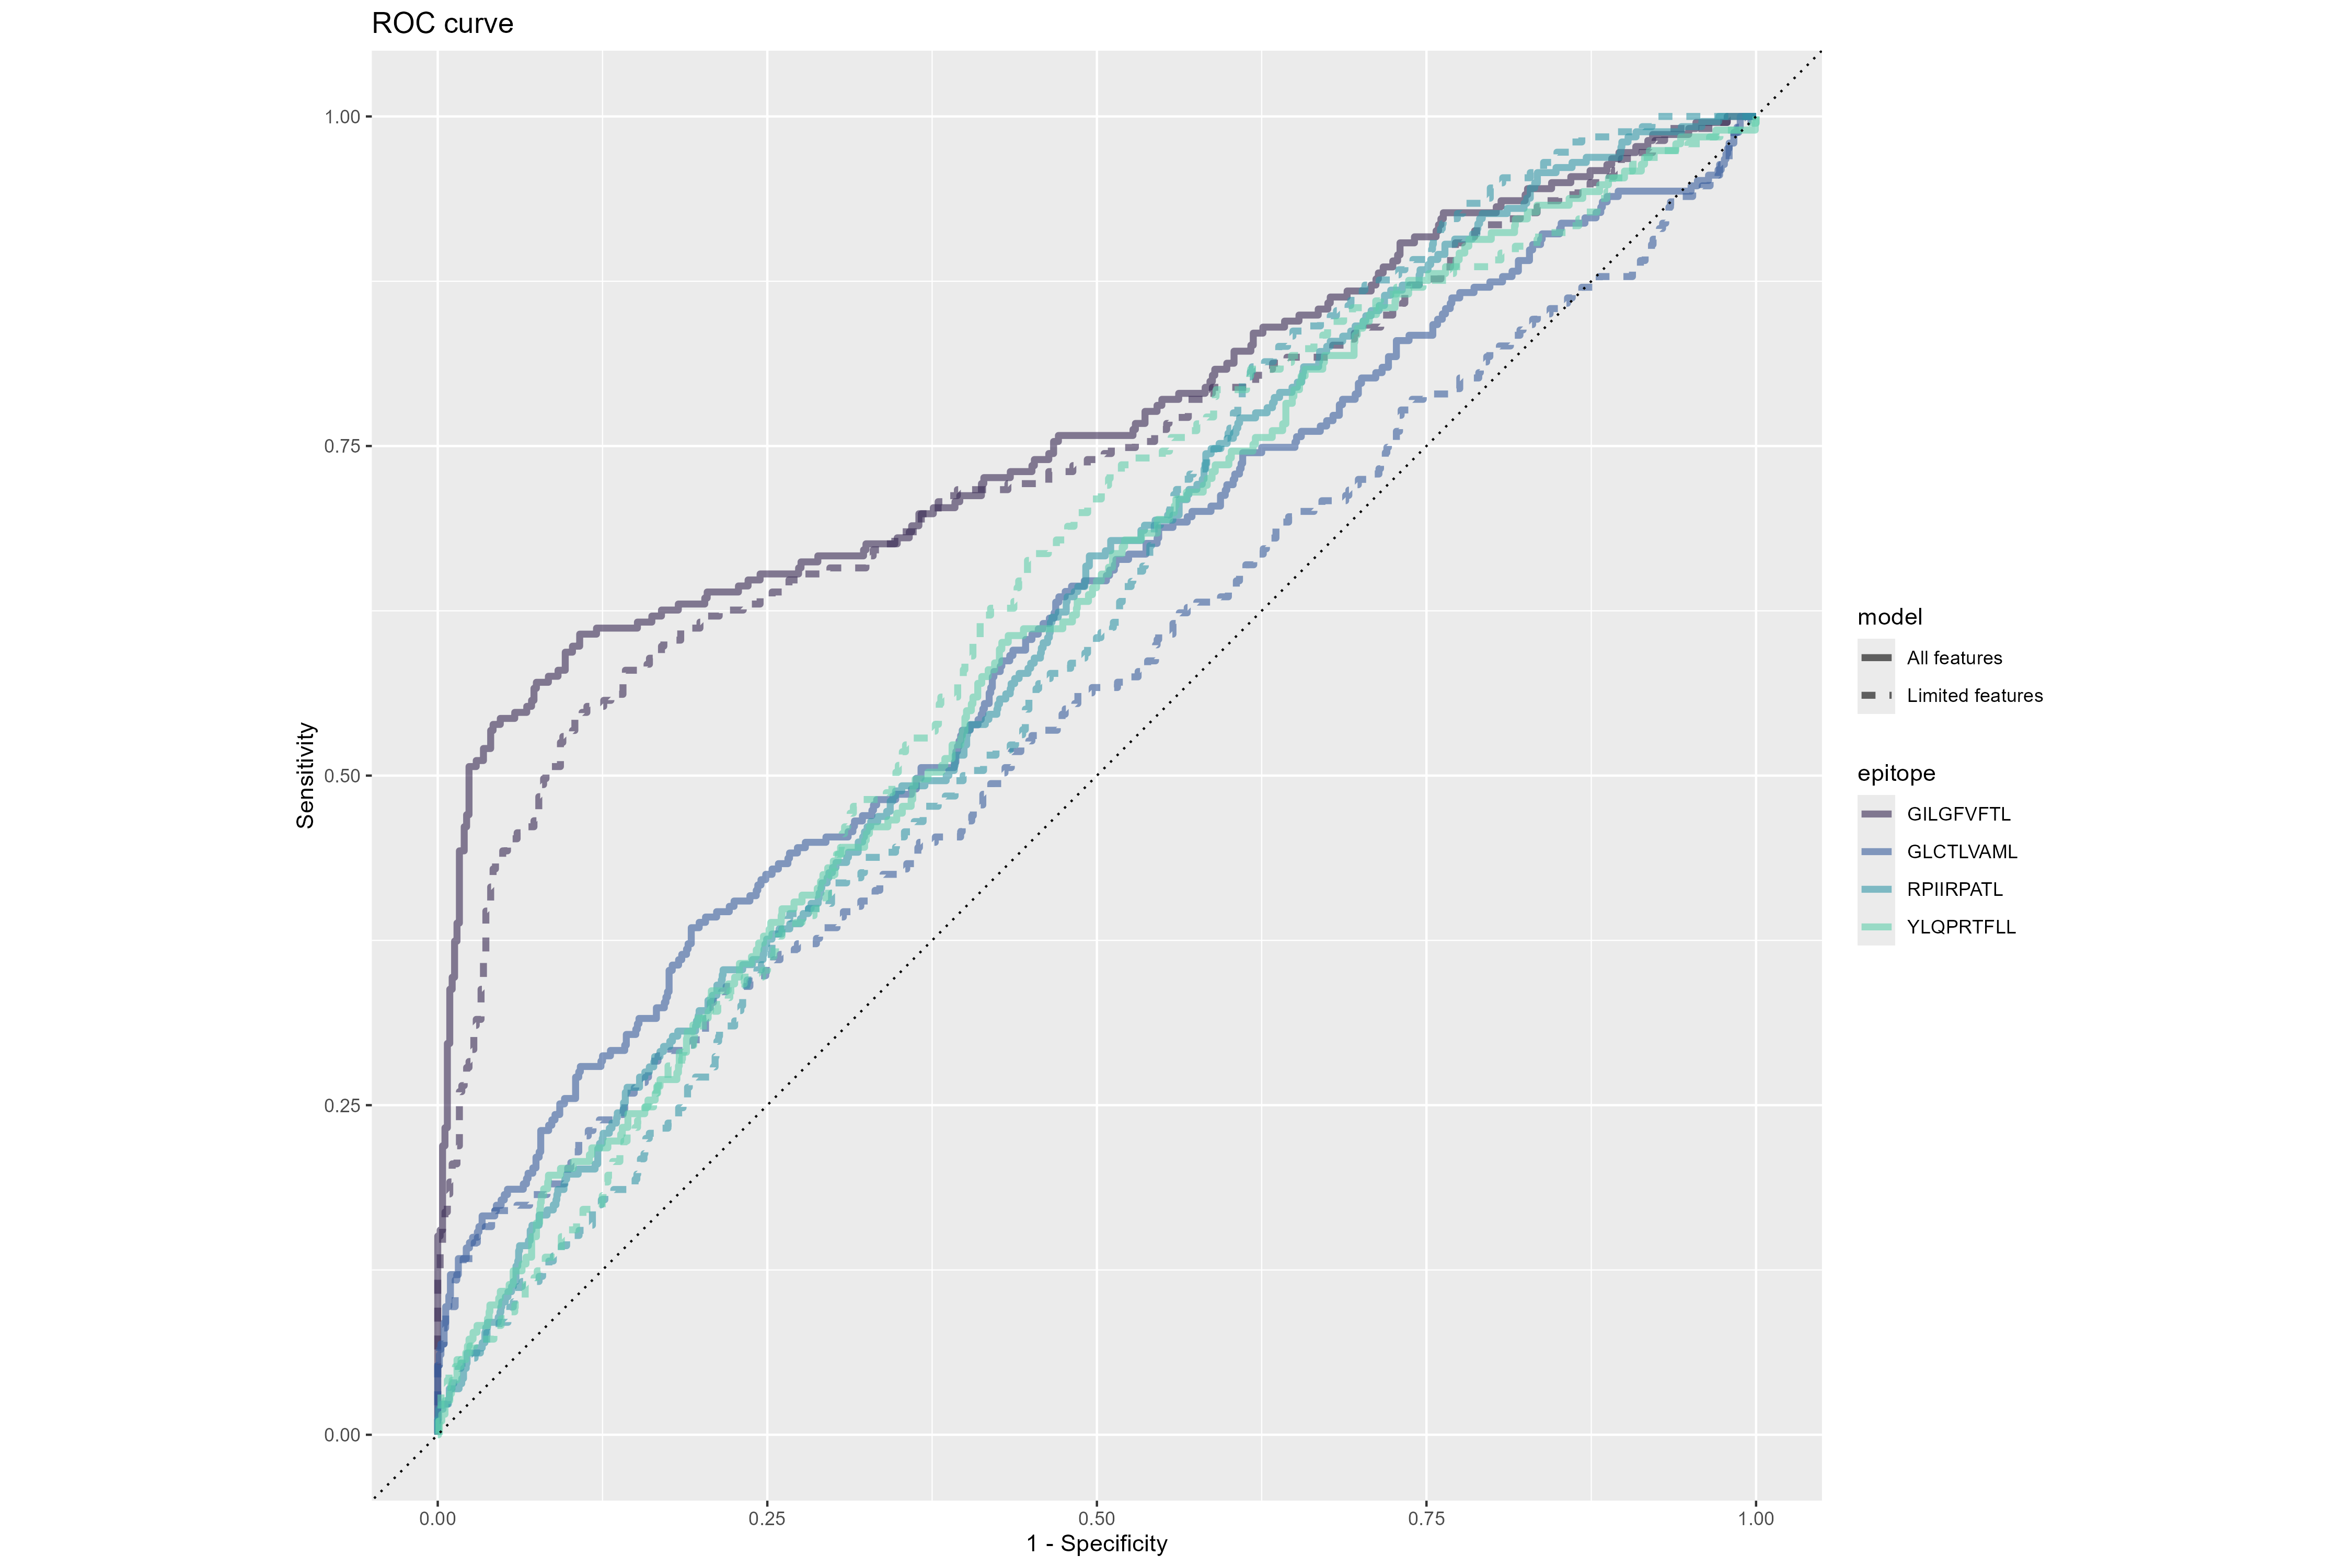 ROC curve
1.00
0.75
0.50
0.25
0.00
Sensitivity
0.00 0.25 0.50 0.75 1.00
1 - Specificity
model
All features
Limited features
epitope
GILGFVFTL
GLCTLVAML
RPIIRPATL
YLQPRTFLL